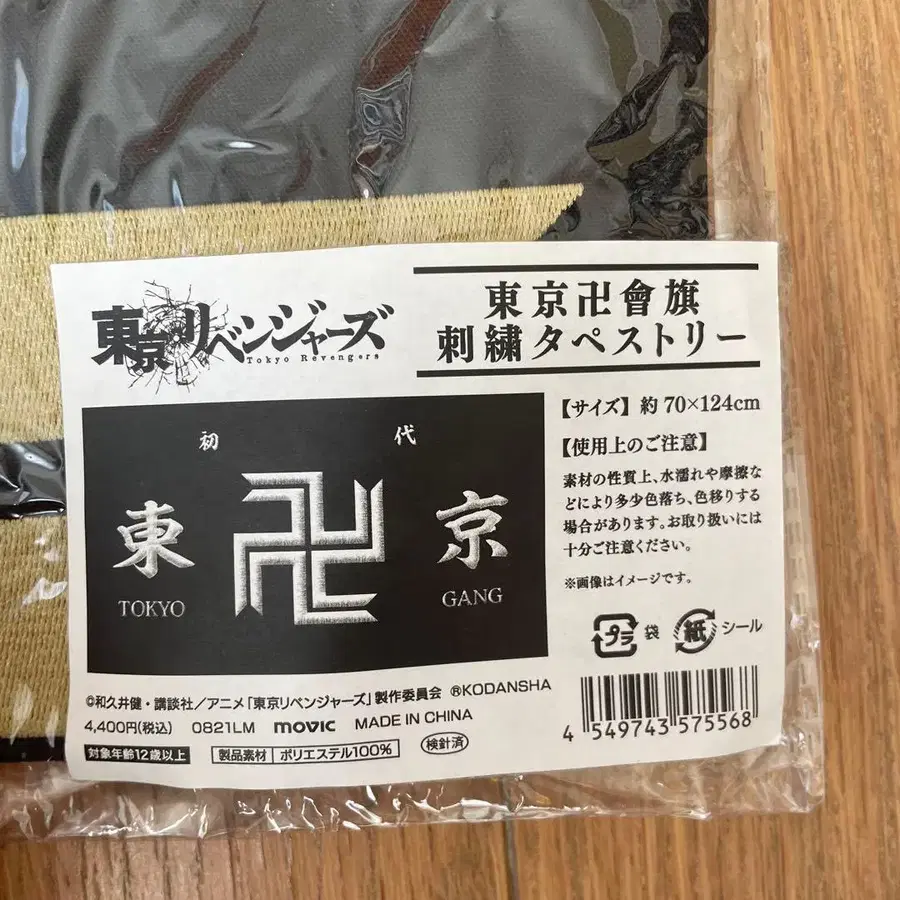 東京リベンジャーズ
Tokyo Revengers
東京卍會旗
刺繍タペストリー
初代
東卍京
TOKYO GANG
【サイズ】約70×124cm
【使用上のご注意】
素材の性質上、水濡れや摩擦な
どにより多少色落ち、色移りする
場合があります。お取り扱いには
十分ご注意ください。
※画像はイメージです。
プラ 袋 紙 シール
©和久井健・講談社／アニメ「東京リベンジャーズ」製作委員会 ®KODANSHA
4,400円(税込) 0821LM movic MADE IN CHINA
対象年齢12歳以上 製品素材 ポリエステル100% 検針済
4 549743 575568